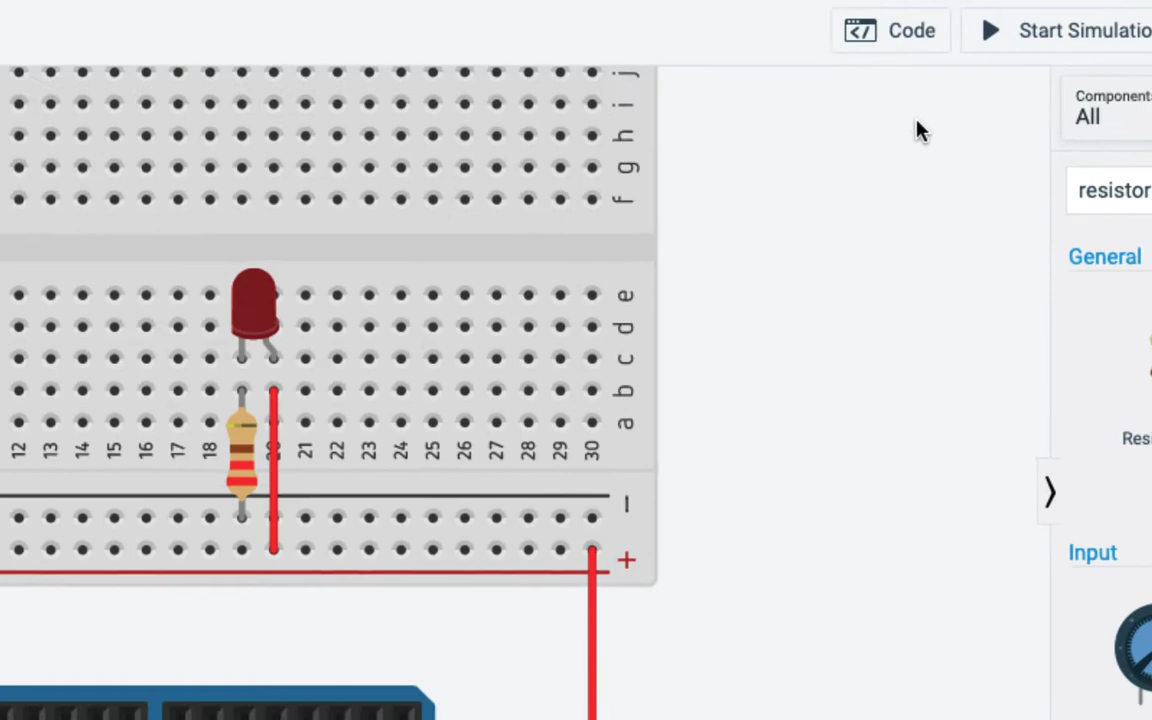 Code
Start Simulatio
Component
All
resistor
General
Resi
Input
j
i
h
g
f
e
d
c
b
a
12 13 14 15 16 17 18 20 21 22 23 24 25 26 27 28 29 30
−
+